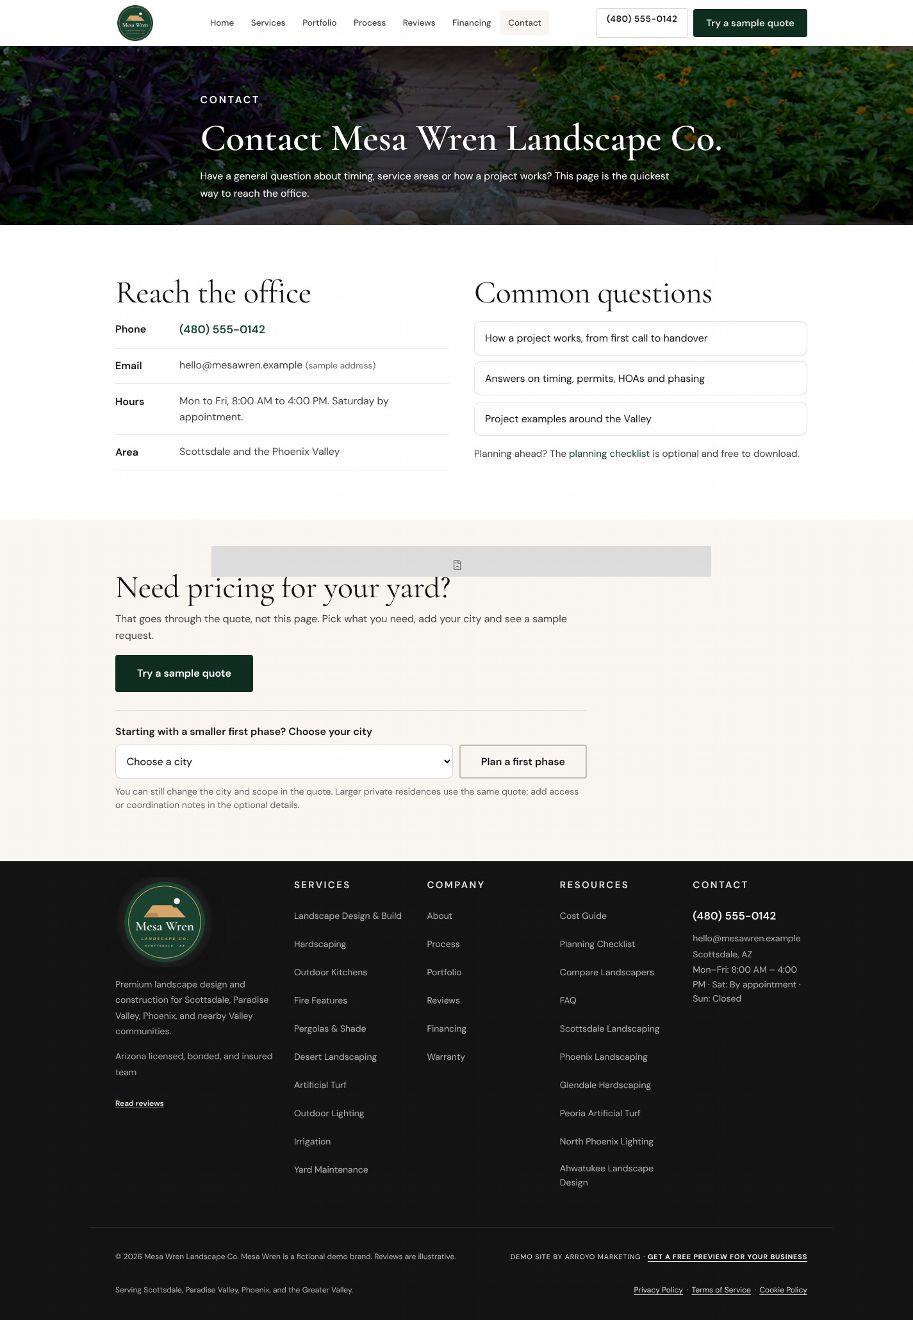 Mesa Wren
LANDSCAPE CO.
Home
Services
Portfolio
Process
Reviews
Financing
Contact
(480) 555-0142
Try a sample quote
CONTACT
Contact Mesa Wren Landscape Co.
Have a general question about timing, service areas or how a project works? This page is the quickest
way to reach the office.
Reach the office
Phone (480) 555-0142
Email hello@mesawren.example (sample address)
Hours Mon to Fri, 8:00 AM to 4:00 PM. Saturday by
appointment.
Area Scottsdale and the Phoenix Valley
Common questions
How a project works, from first call to handover
Answers on timing, permits, HOAs and phasing
Project examples around the Valley
Planning ahead? The planning checklist is optional and free to download.
Need pricing for your yard?
That goes through the quote, not this page. Pick what you need, add your city and see a sample
request.
Try a sample quote
Starting with a smaller first phase? Choose your city
Choose a city
Plan a first phase
You can still change the city and scope in the quote. Larger private residences use the same quote; add access
or coordination notes in the optional details.
Mesa Wren
LANDSCAPE CO.
SCOTTSDALE · AZ
Premium landscape design and
construction for Scottsdale, Paradise
Valley, Phoenix, and nearby Valley
communities.
Arizona licensed, bonded, and insured
team
Read reviews
SERVICES
Landscape Design & Build
Hardscaping
Outdoor Kitchens
Fire Features
Pergolas & Shade
Desert Landscaping
Artificial Turf
Outdoor Lighting
Irrigation
Yard Maintenance
COMPANY
About
Process
Portfolio
Reviews
Financing
Warranty
RESOURCES
Cost Guide
Planning Checklist
Compare Landscapers
FAQ
Scottsdale Landscaping
Phoenix Landscaping
Glendale Hardscaping
Peoria Artificial Turf
North Phoenix Lighting
Ahwatukee Landscape
Design
CONTACT
(480) 555-0142
hello@mesawren.example
Scottsdale, AZ
Mon–Fri: 8:00 AM – 4:00
PM · Sat: By appointment ·
Sun: Closed
© 2026 Mesa Wren Landscape Co. Mesa Wren is a fictional demo brand. Reviews are illustrative.
DEMO SITE BY ARROYO MARKETING · GET A FREE PREVIEW FOR YOUR BUSINESS
Serving Scottsdale, Paradise Valley, Phoenix, and the Greater Valley.
Privacy Policy · Terms of Service · Cookie Policy